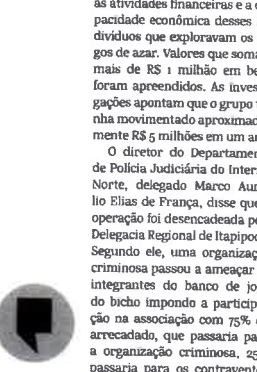 as atividades financeiras e a
pacidade econômica desses
divíduos que exploravam os
gos de azar. Valores que soma
mais de R$ 1 milhão em be
foram apreendidos. As inves
gações apontam que o grupo
nha movimentado aproximad
mente R$ 5 milhões em um an
O diretor do Departamen
de Polícia Judiciária do Inter
Norte, delegado Marco Aur
lio Elias de França, disse que
operação foi desencadeada pe
Delegacia Regional de Itapipo
Segundo ele, uma organizaç
criminosa passou a ameaçar
integrantes do banco de jo
do bicho impondo a particip
ção na associação com 75%
arrecadado, que passaria pa
a organização criminosa, 25
passaria para os contravent